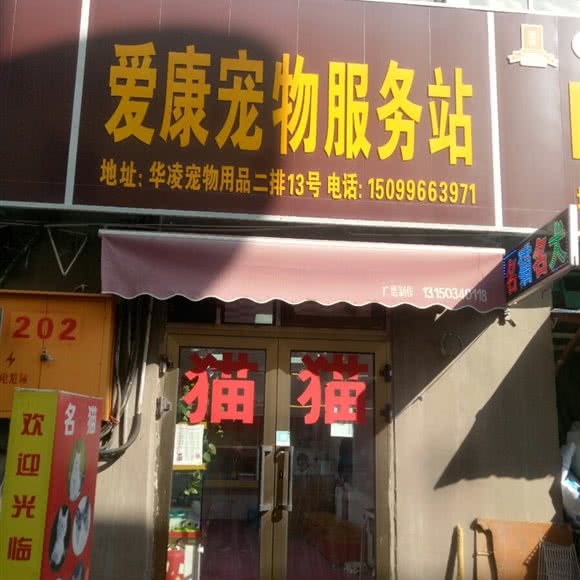 爱康宠物服务站
地址: 华凌宠物用品二排13号 电话: 15099663971
广告制作 13150340118
名猫名犬
202
猫 猫
名猫
欢迎光临